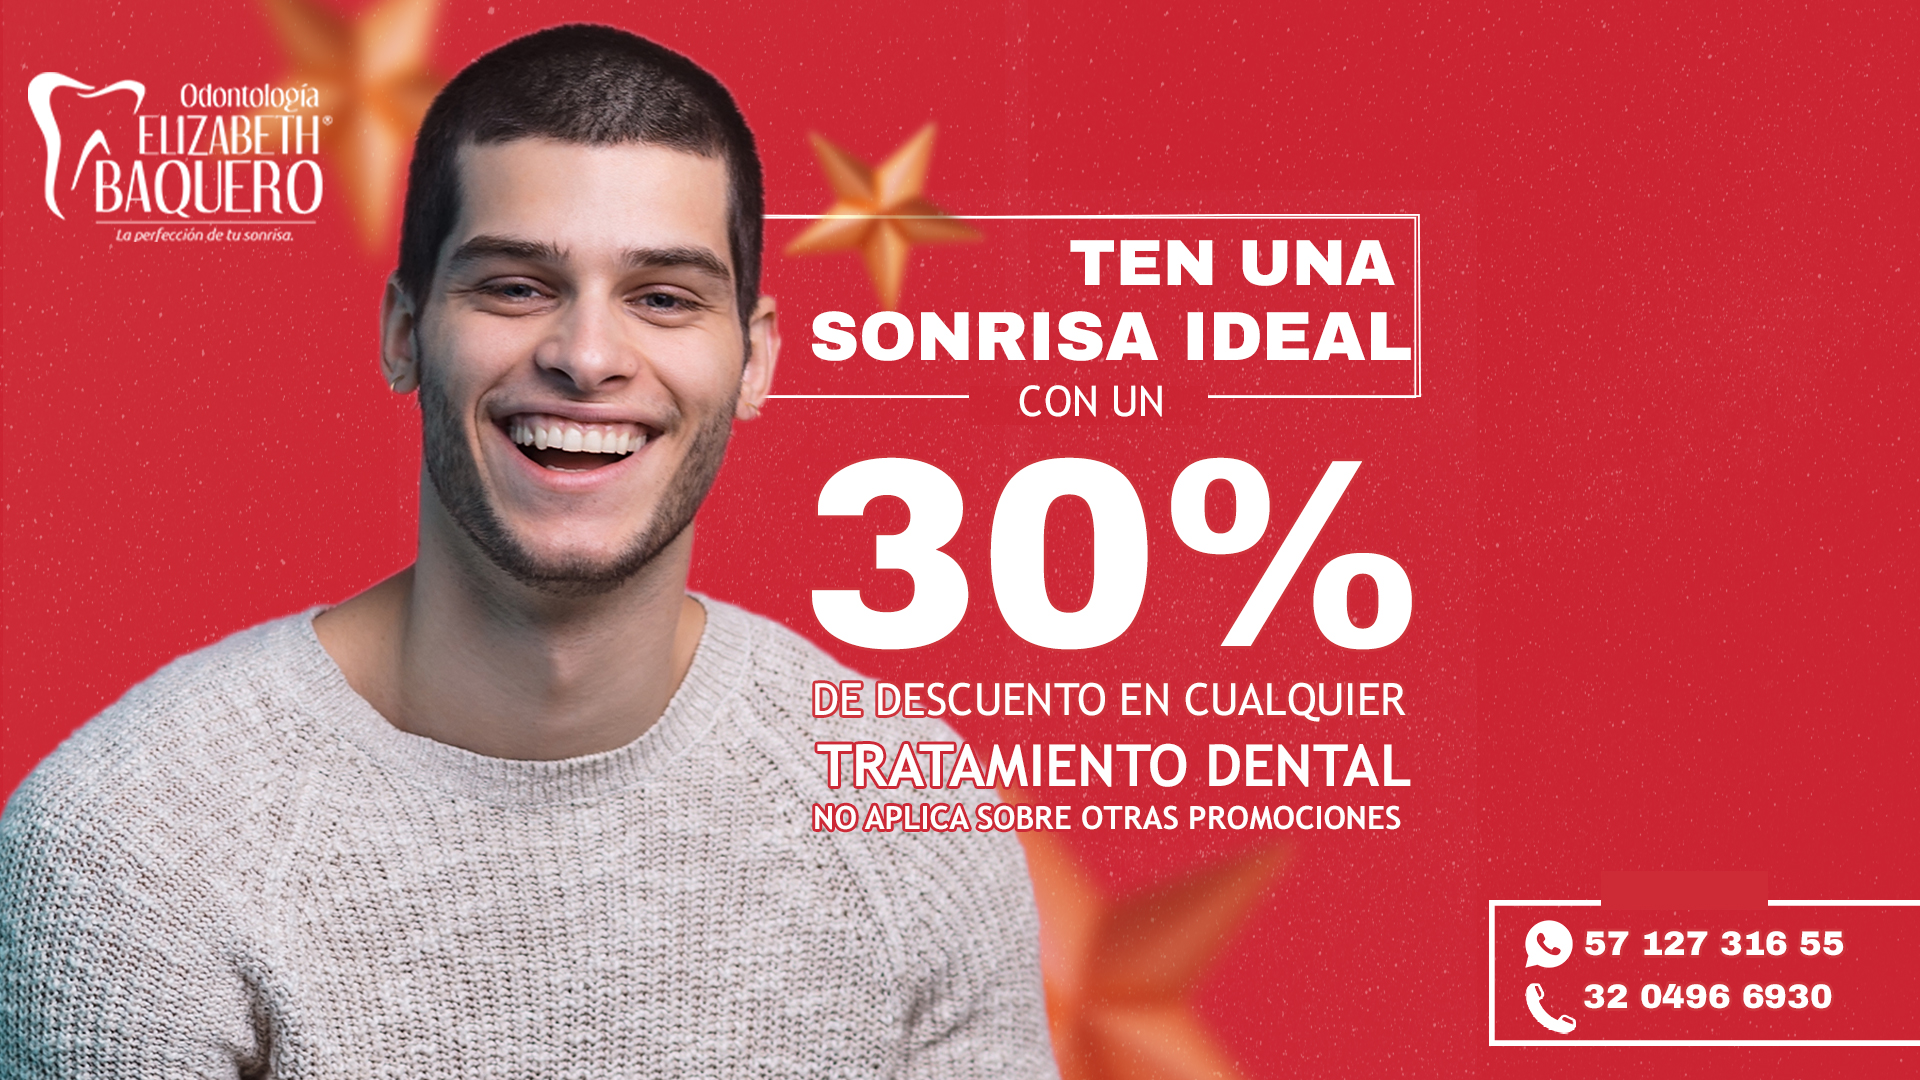 Odontología
ELIZABETH®
BAQUERO
La perfección de tu sonrisa.
TEN UNA
SONRISA IDEAL
CON UN
30%
DE DESCUENTO EN CUALQUIER
TRATAMIENTO DENTAL
NO APLICA SOBRE OTRAS PROMOCIONES
57 127 316 55
32 0496 6930